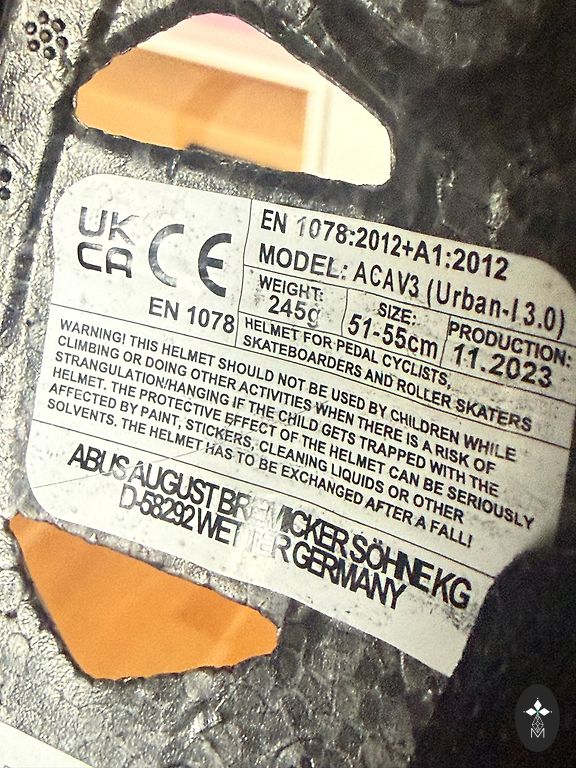 UK
CA CE
EN 1078
EN 1078:2012+A1:2012
MODEL: ACAV3 (Urban-I 3.0)
WEIGHT:
245g
SIZE:
51-55cm
PRODUCTION:
11.2023
HELMET FOR PEDAL CYCLISTS,
SKATEBOARDERS AND ROLLER SKATERS
WARNING! THIS HELMET SHOULD NOT BE USED BY CHILDREN WHILE
CLIMBING OR DOING OTHER ACTIVITIES WHEN THERE IS A RISK OF
STRANGULATION/HANGING IF THE CHILD GETS TRAPPED WITH THE
HELMET. THE PROTECTIVE EFFECT OF THE HELMET CAN BE SERIOUSLY
AFFECTED BY PAINT, STICKERS, CLEANING LIQUIDS OR OTHER
SOLVENTS. THE HELMET HAS TO BE EXCHANGED AFTER A FALL!
ABUS AUGUST BREMICKER SÖHNE KG
D-58292 WETTER GERMANY
M